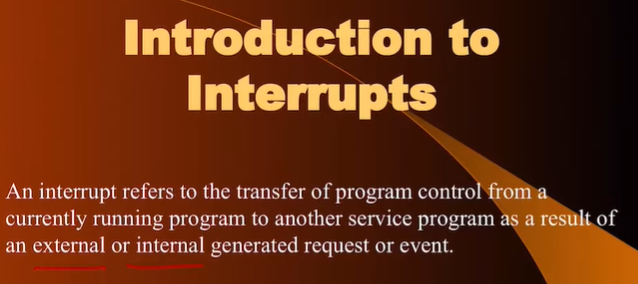 Introduction to
Interrupts
An interrupt refers to the transfer of program control from a
currently running program to another service program as a result of
an external or internal generated request or event.